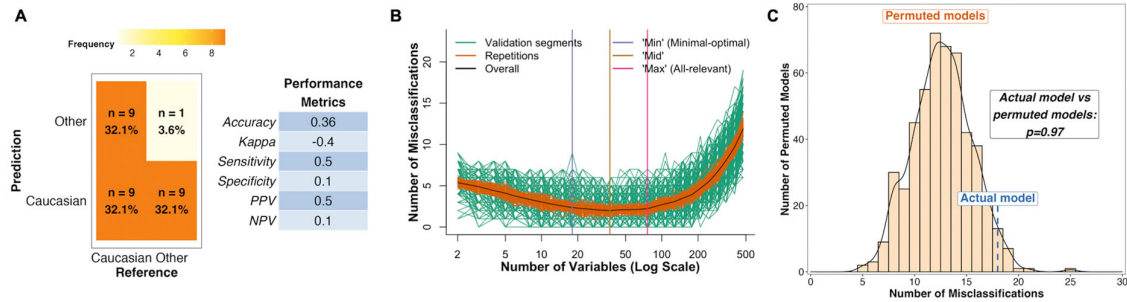 A
Frequency
2 4 6 8
Prediction
Other
Caucasian
n = 9
32.1%
n = 1
3.6%
n = 9
32.1%
n = 9
32.1%
Caucasian Other
Reference
Performance
Metrics
Accuracy 0.36
Kappa -0.4
Sensitivity 0.5
Specificity 0.1
PPV 0.5
NPV 0.1
B
Validation segments
Repetitions
Overall
'Min' (Minimal-optimal)
'Mid'
'Max' (All-relevant)
Number of Misclassifications
20
15
10
5
0
2 5 10 20 50 100 200 500
Number of Variables (Log Scale)
C
Permuted models
Number of Permuted Models
80
60
40
20
0
Actual model vs
permuted models:
p=0.97
Actual model
0 5 10 15 20 25 30
Number of Misclassifications